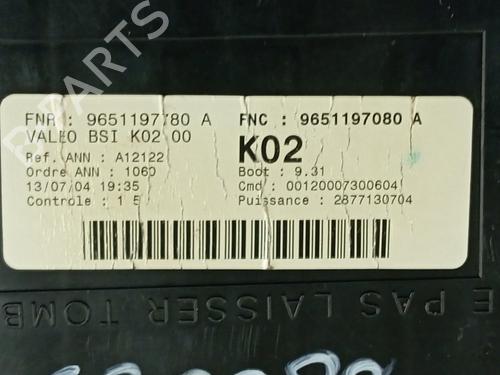 FNR : 9651197780 A
FNC : 9651197080 A
VALEO BSI K02 00
K02
Ref. ANN : A12122
Ordre ANN : 1060
Boot : 9.31
13/07/04 19:35
Cmd : 00120007300604
Controle : 1 5
Puissance : 2877130704
E PAS LAISSER TOMB
B-PARTS